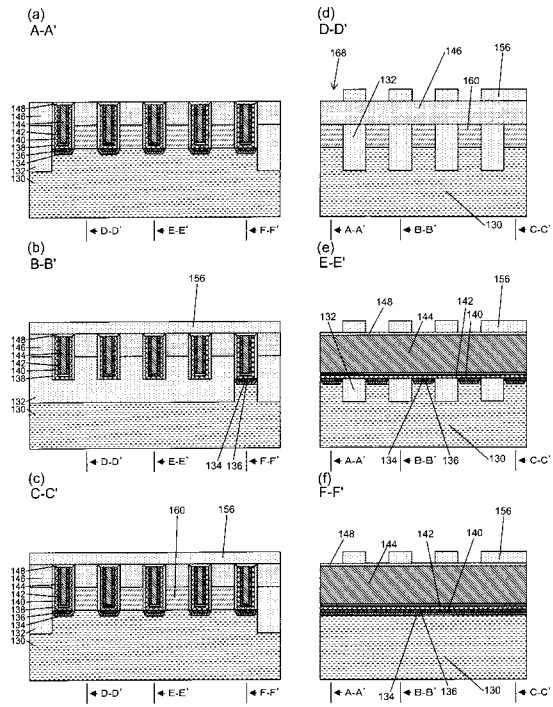 (a)
A-A'
148
146
144
142
140
138
136
134
132
130
D-D'
E-E'
F-F'
(b)
B-B'
156
148
146
144
142
140
138
132
130
134
136
D-D'
E-E'
F-F'
(c)
C-C'
160
156
148
146
144
142
140
138
136
134
132
130
D-D'
E-E'
F-F'
(d)
D-D'
168
132
146
160
156
130
A-A'
B-B'
C-C'
(e)
E-E'
156
132
148
144
142
140
134
136
130
A-A'
B-B'
C-C'
(f)
F-F'
156
148
144
142
140
134
136
130
A-A'
B-B'
C-C'